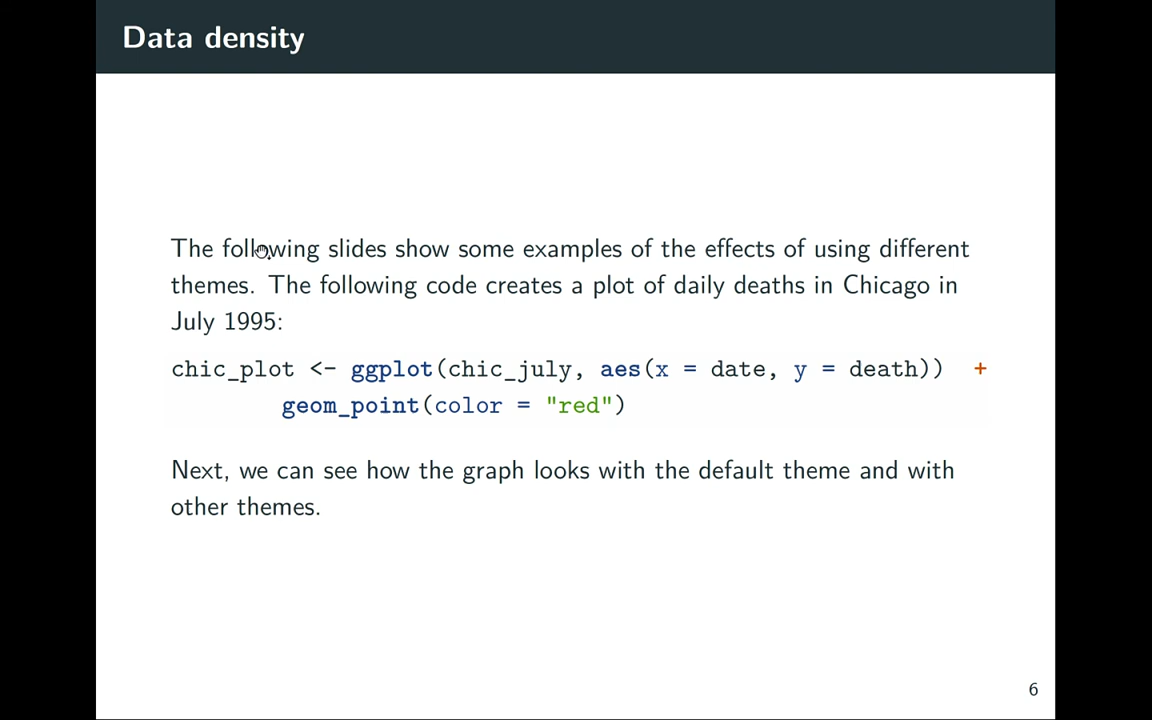 Data density
The following slides show some examples of the effects of using different
themes. The following code creates a plot of daily deaths in Chicago in
July 1995:
chic_plot <- ggplot(chic_july, aes(x = date, y = death)) +
geom_point(color = "red")
Next, we can see how the graph looks with the default theme and with
other themes.
6